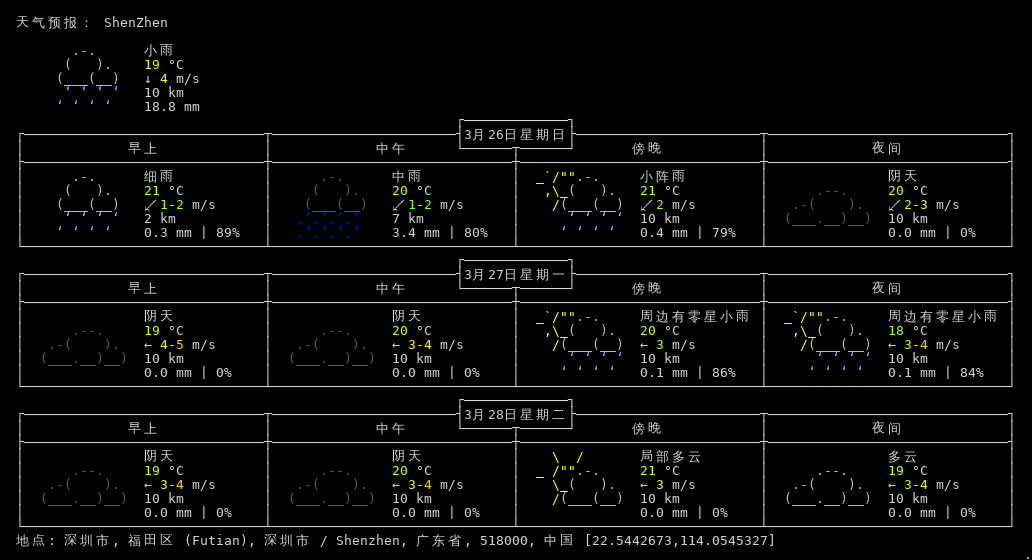 天气预报： ShenZhen
小雨
19 °C
↓ 4 m/s
10 km
18.8 mm
3月26日星期日
早上 中午 傍晚 夜间
细雨 中雨 小阵雨 阴天
21 °C 20 °C 21 °C 20 °C
↙1-2 m/s ↙1-2 m/s ↙2 m/s ↙2-3 m/s
2 km 7 km 10 km 10 km
0.3 mm | 89% 3.4 mm | 80% 0.4 mm | 79% 0.0 mm | 0%
3月27日星期一
早上 中午 傍晚 夜间
阴天 阴天 周边有零星小雨 周边有零星小雨
19 °C 20 °C 20 °C 18 °C
← 4-5 m/s ← 3-4 m/s ← 3 m/s ← 3-4 m/s
10 km 10 km 10 km 10 km
0.0 mm | 0% 0.0 mm | 0% 0.1 mm | 86% 0.1 mm | 84%
3月28日星期二
早上 中午 傍晚 夜间
阴天 阴天 局部多云 多云
19 °C 20 °C 21 °C 19 °C
← 3-4 m/s ← 3-4 m/s ← 3 m/s ← 3-4 m/s
10 km 10 km 10 km 10 km
0.0 mm | 0% 0.0 mm | 0% 0.0 mm | 0% 0.0 mm | 0%
地点: 深圳市, 福田区 (Futian), 深圳市 / Shenzhen, 广东省, 518000, 中国 [22.5442673,114.0545327]